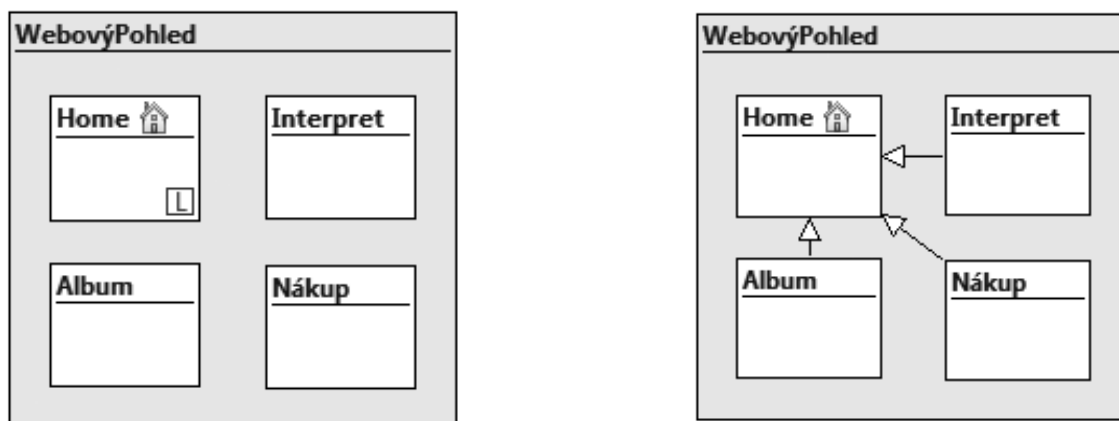 WebovýPohled
Home
Interpret
L
Album
Nákup
WebovýPohled
Home
Interpret
Album
Nákup